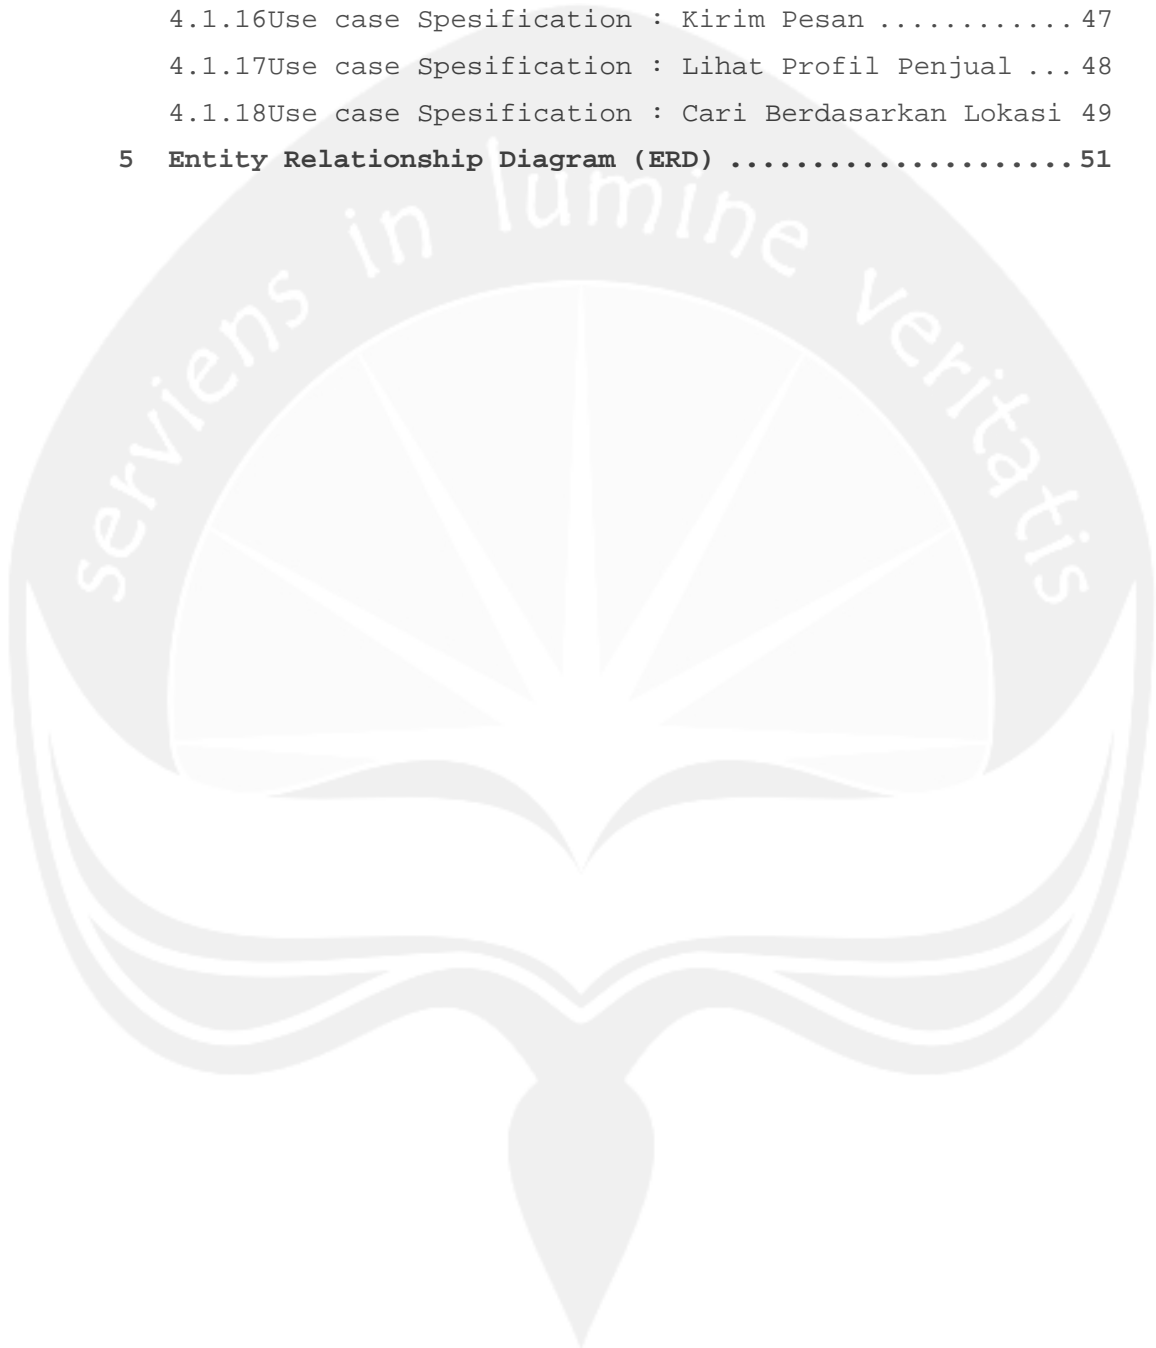 4.1.16Use case Spesification : Kirim Pesan ............ 47
4.1.17Use case Spesification : Lihat Profil Penjual ... 48
4.1.18Use case Spesification : Cari Berdasarkan Lokasi 49
5 Entity Relationship Diagram (ERD) ..................... 51
serviens in lumine veritatis